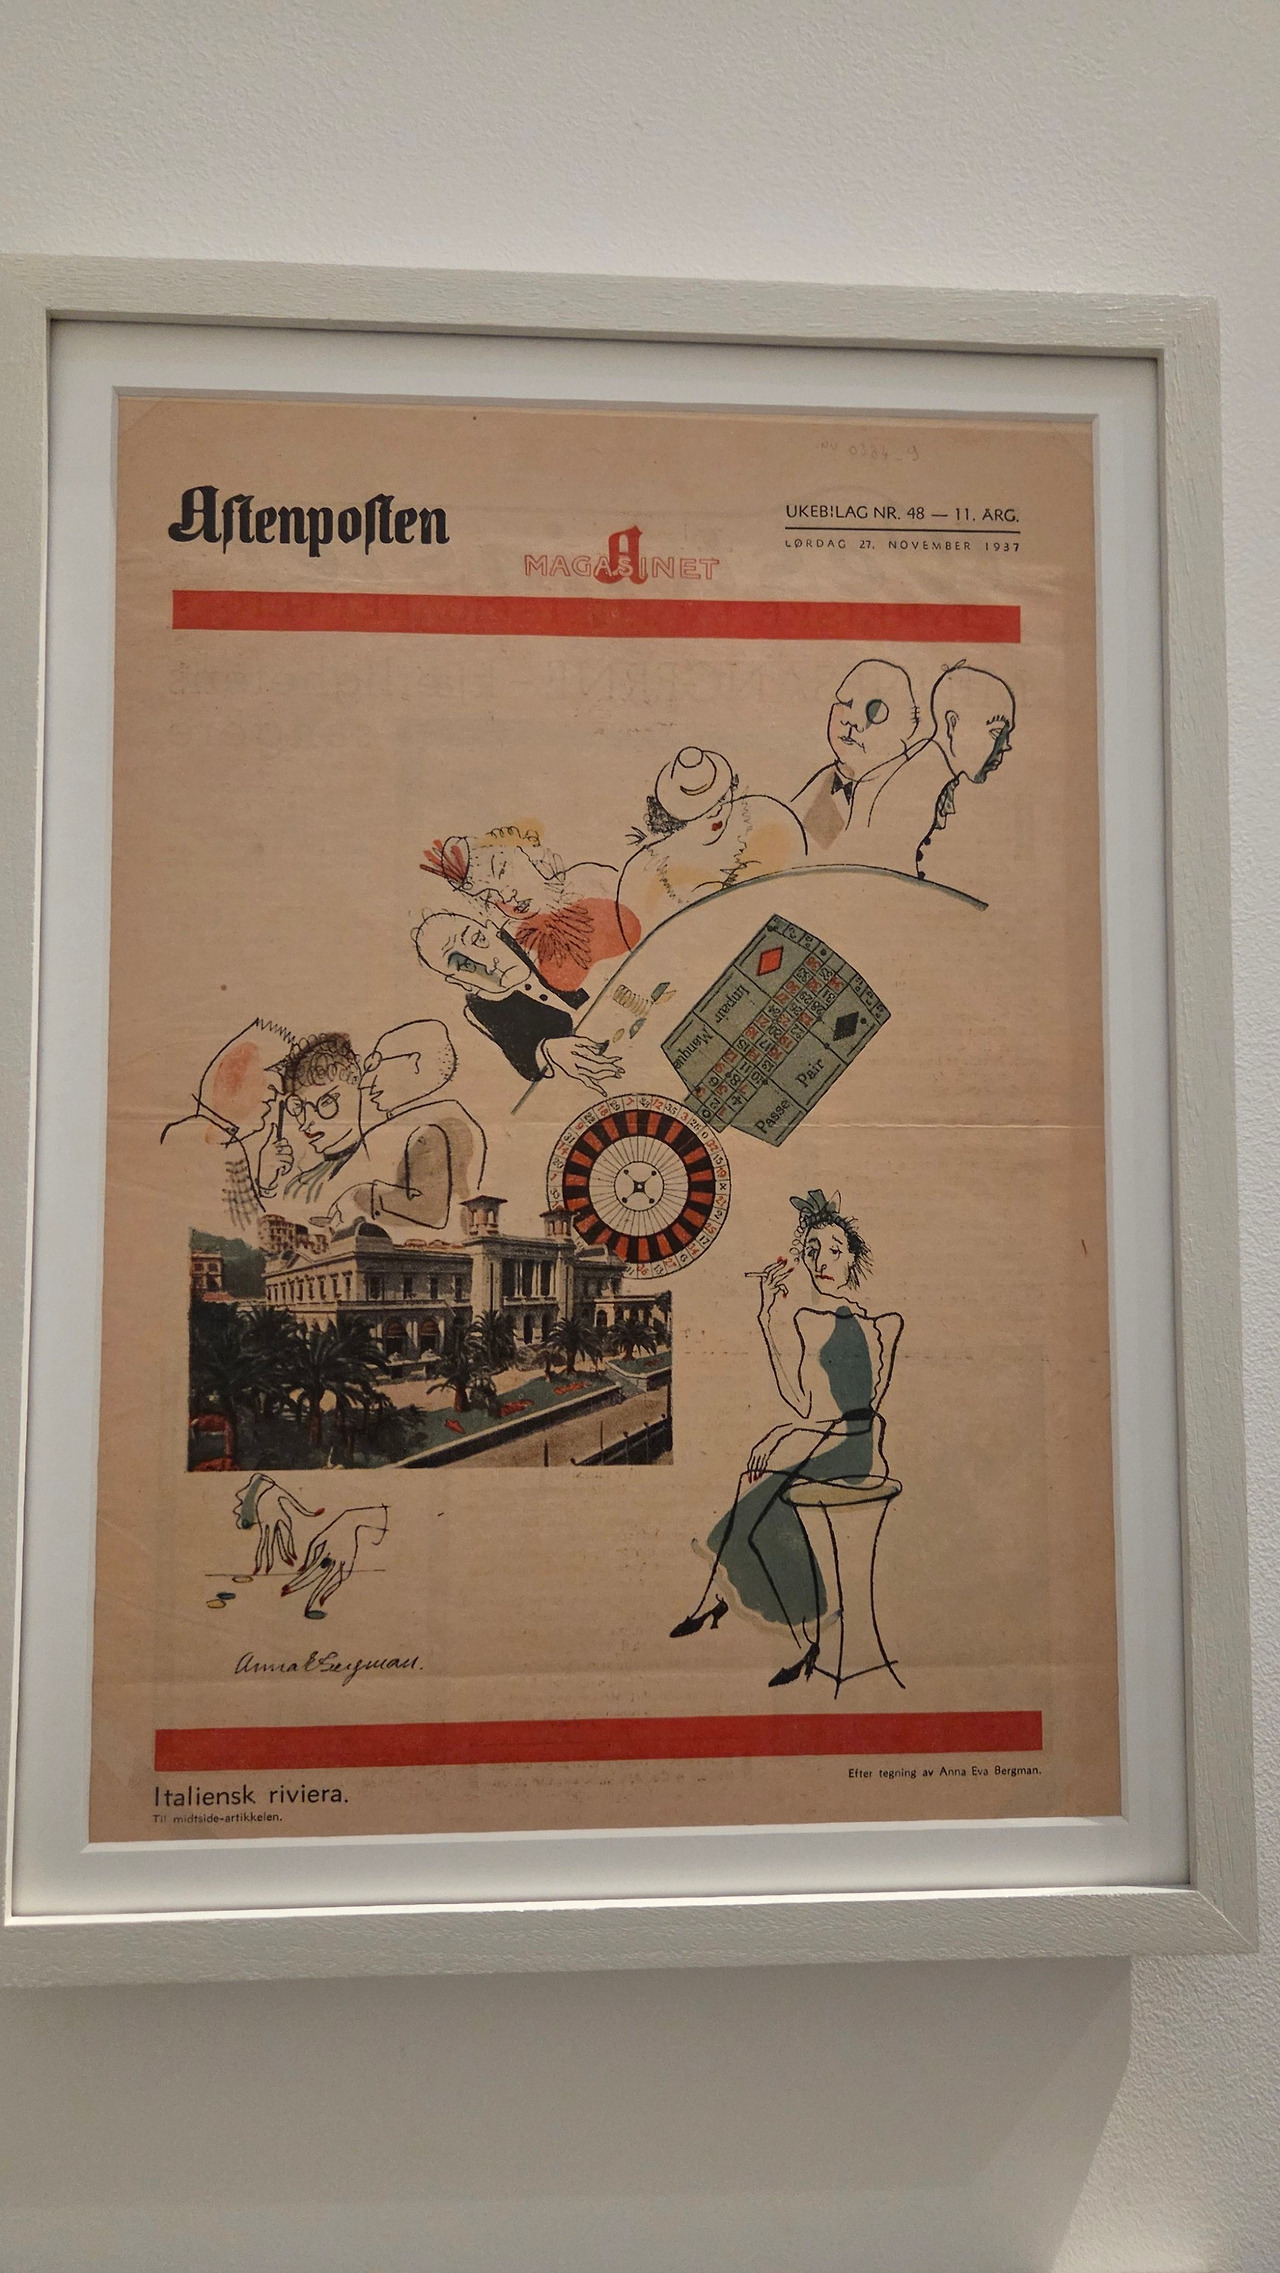 Aftenposten
UKEBILAG NR. 48 — 11. ÅRG.
LØRDAG 27. NOVEMBER 1937
A
MAGASINET
Impair
Manque
Pair
Passe
Anna E Bergman.
Efter tegning av Anna Eva Bergman.
Italiensk riviera.
Til midtside-artikkelen.